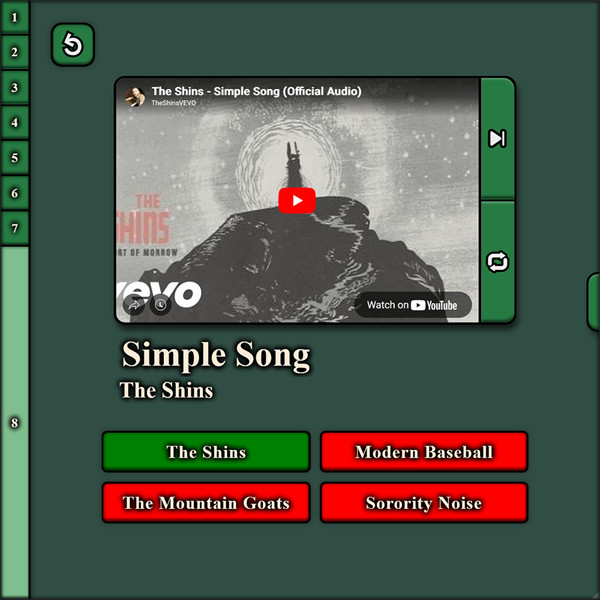 1
2
3
4
5
6
7
8
The Shins - Simple Song (Official Audio)
TheShinsVEVO
THE
SHINS
PORT OF MORROW
vevo
Watch on YouTube
Simple Song
The Shins
The Shins
Modern Baseball
The Mountain Goats
Sorority Noise